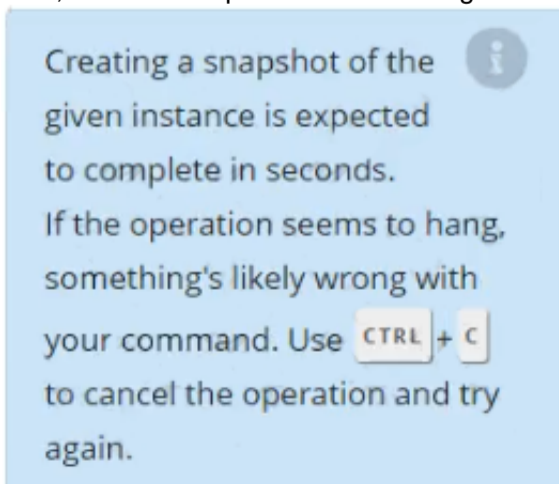 Creating a snapshot of the
given instance is expected
to complete in seconds.
If the operation seems to hang,
something's likely wrong with
your command. Use CTRL + C
to cancel the operation and try
again.